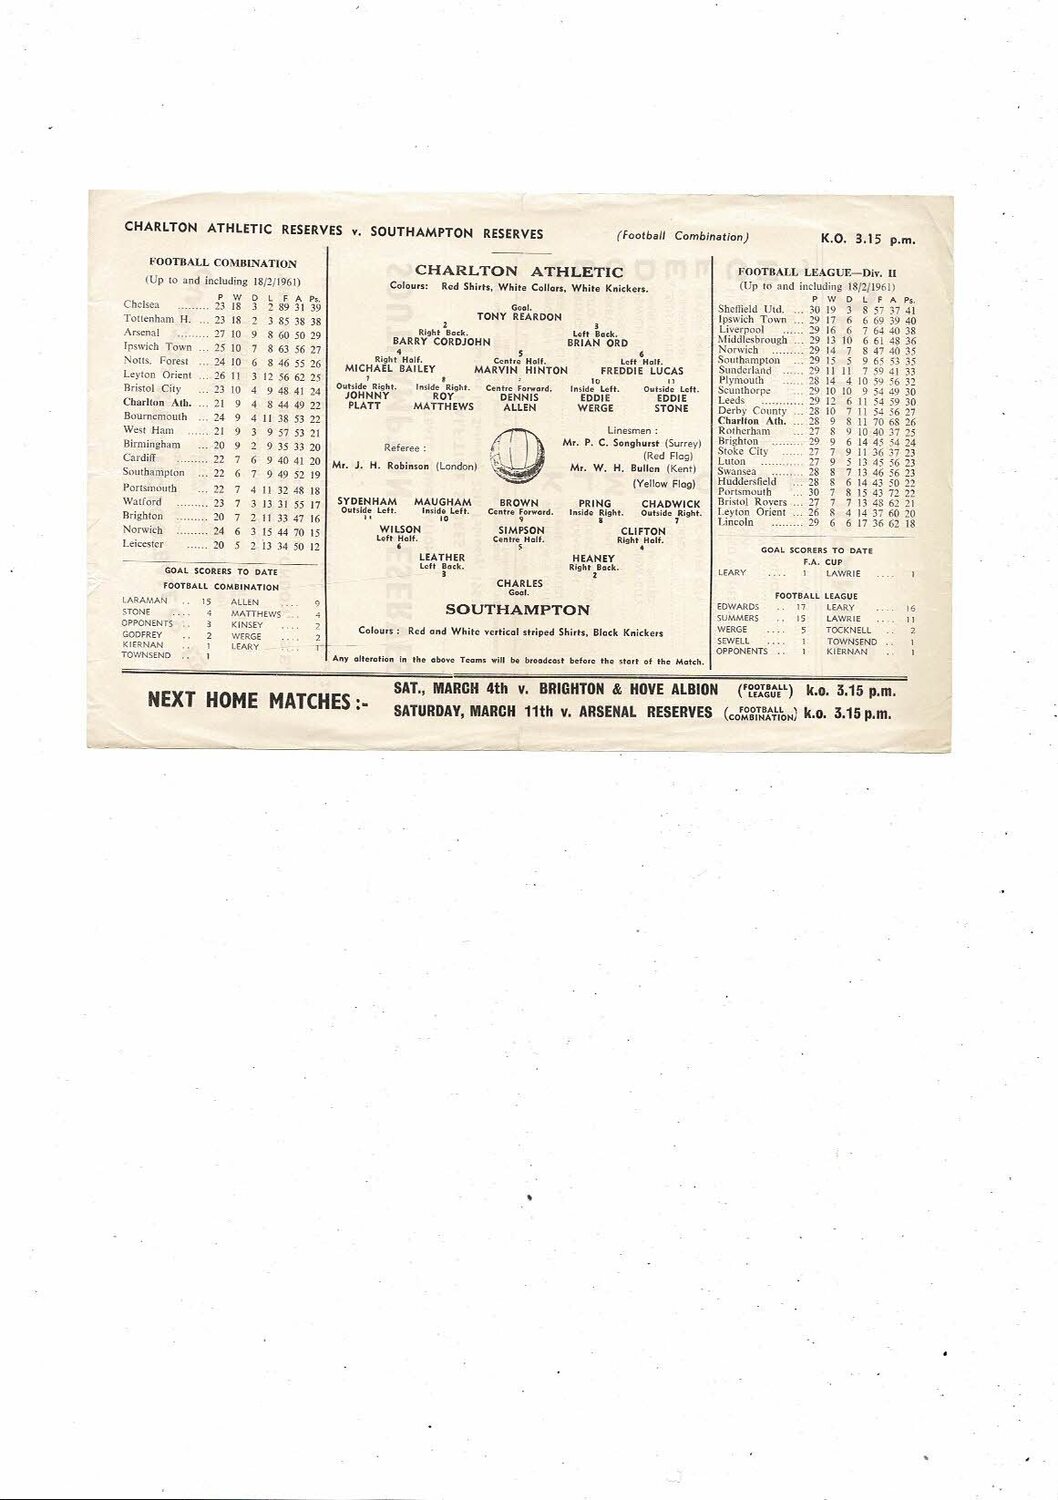 CHARLTON ATHLETIC RESERVES v. SOUTHAMPTON RESERVES (Football Combination) K.O. 3.15 p.m.
FOOTBALL COMBINATION
(Up to and including 18/2/1961)
P W D L F A Ps.
Chelsea ........ 23 18 3 2 89 31 39
Tottenham H. ... 23 18 2 3 85 38 38
Arsenal ......... 27 10 9 8 60 50 29
Ipswich Town ... 25 10 7 8 63 56 27
Notts. Forest ... 24 10 6 8 46 55 26
Leyton Orient ... 26 11 3 12 56 62 25
Bristol City ... 23 10 4 9 48 41 24
Charlton Ath. ... 21 9 4 8 44 49 22
Bournemouth ... 24 9 4 11 38 53 22
West Ham ...... 21 9 3 9 57 53 21
Birmingham ... 20 9 2 9 35 33 20
Cardiff ......... 22 7 6 9 40 41 20
Southampton ... 22 6 7 9 49 52 19
Portsmouth ... 22 7 4 11 32 48 18
Watford ........ 23 7 3 13 31 55 17
Brighton ........ 20 7 2 11 33 47 16
Norwich ......... 24 6 3 15 44 70 15
Leicester ...... 20 5 2 13 34 50 12
GOAL SCORERS TO DATE
FOOTBALL COMBINATION
LARAMAN .. 15 ALLEN .... 9
STONE .... 4 MATTHEWS ... 4
OPPONENTS .. 3 KINSEY .... 2
GODFREY .. 2 WERGE .... 2
KIERNAN .. 1 LEARY .... 1
TOWNSEND .. 1
CHARLTON ATHLETIC
Colours: Red Shirts, White Collars, White Knickers.
Goal.
TONY REARDON
2 3
Right Back. Left Back.
BARRY CORDJOHN BRIAN ORD
4 5 6
Right Half. Centre Half. Left Half.
MICHAEL BAILEY MARVIN HINTON FREDDIE LUCAS
7 8 10 11
Outside Right. Inside Right. Centre Forward. Inside Left. Outside Left.
JOHNNY ROY DENNIS EDDIE EDDIE
PLATT MATTHEWS ALLEN WERGE STONE
Referee :
Mr. J. H. Robinson (London)
Linesmen :
Mr. P. C. Songhurst (Surrey)
(Red Flag)
Mr. W. H. Bullen (Kent)
(Yellow Flag)
SYDENHAM MAUGHAM BROWN PRING CHADWICK
Outside Left. Inside Left. Centre Forward. Inside Right. Outside Right.
11 10 9 8 7
WILSON SIMPSON CLIFTON
Left Half. Centre Half. Right Half.
6 5 4
LEATHER HEANEY
Left Back. Right Back.
3 2
CHARLES
Goal.
SOUTHAMPTON
Colours : Red and White vertical striped Shirts, Black Knickers
Any alteration in the above Teams will be broadcast before the start of the Match.
FOOTBALL LEAGUE—Div. II
(Up to and including 18/2/1961)
P W D L F A Ps.
Sheffield Utd. ... 30 19 3 8 57 37 41
Ipswich Town ... 29 17 6 6 69 39 40
Liverpool ...... 29 16 6 7 64 40 38
Middlesbrough ... 29 13 10 6 61 48 36
Norwich ......... 29 14 7 8 47 40 35
Southampton ... 29 15 5 9 65 53 35
Sunderland ...... 29 11 11 7 59 41 33
Plymouth ...... 28 14 4 10 59 56 32
Scunthorpe ... 29 10 10 9 54 49 30
Leeds ............ 29 12 6 11 54 59 30
Derby County ... 28 10 7 11 54 56 27
Charlton Ath. ... 28 9 8 11 70 68 26
Rotherham ... 27 8 9 10 40 37 25
Brighton ......... 29 9 6 14 45 54 24
Stoke City ...... 27 7 9 11 36 37 23
Luton ............ 27 9 5 13 45 56 23
Swansea ......... 28 8 7 13 46 56 23
Huddersfield ... 28 8 6 14 43 50 22
Portsmouth ... 30 7 8 15 43 72 22
Bristol Rovers ... 27 7 7 13 48 62 21
Leyton Orient ... 26 8 4 14 37 60 20
Lincoln ......... 29 6 6 17 36 62 18
GOAL SCORERS TO DATE
F.A. CUP
LEARY .... 1 LAWRIE .... 1
FOOTBALL LEAGUE
EDWARDS .. 17 LEARY .... 16
SUMMERS .. 15 LAWRIE .... 11
WERGE .... 5 TOCKNELL .. 2
SEWELL .... 1 TOWNSEND .. 1
OPPONENTS .. 1 KIERNAN .. 1
NEXT HOME MATCHES :-
SAT., MARCH 4th v. BRIGHTON & HOVE ALBION (FOOTBALL LEAGUE) k.o. 3.15 p.m.
SATURDAY, MARCH 11th v. ARSENAL RESERVES (FOOTBALL COMBINATION) k.o. 3.15 p.m.